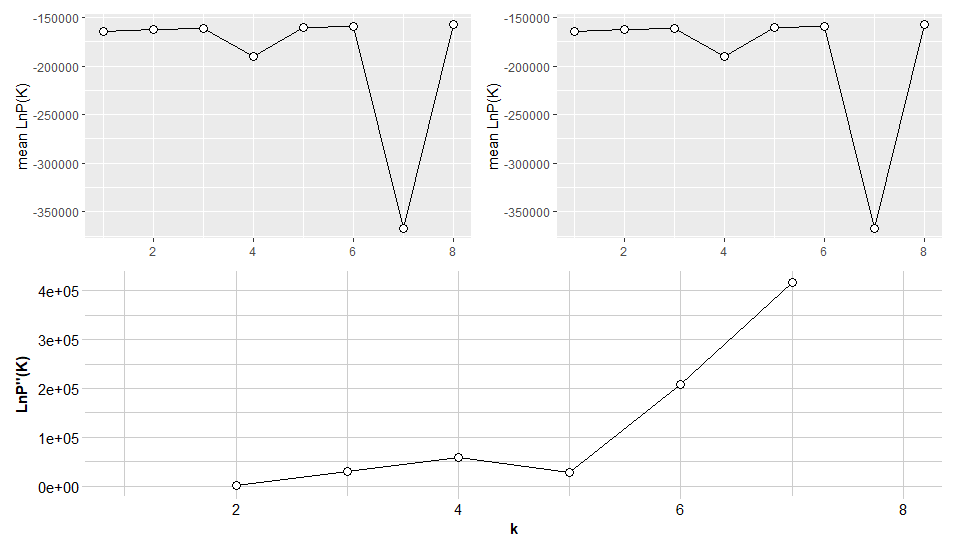 -150000
-200000
-250000
-300000
-350000
mean LnP(K)
2 4 6 8
-150000
-200000
-250000
-300000
-350000
mean LnP(K)
2 4 6 8
4e+05
3e+05
2e+05
1e+05
0e+00
LnP"(K)
2 4 6 8
k